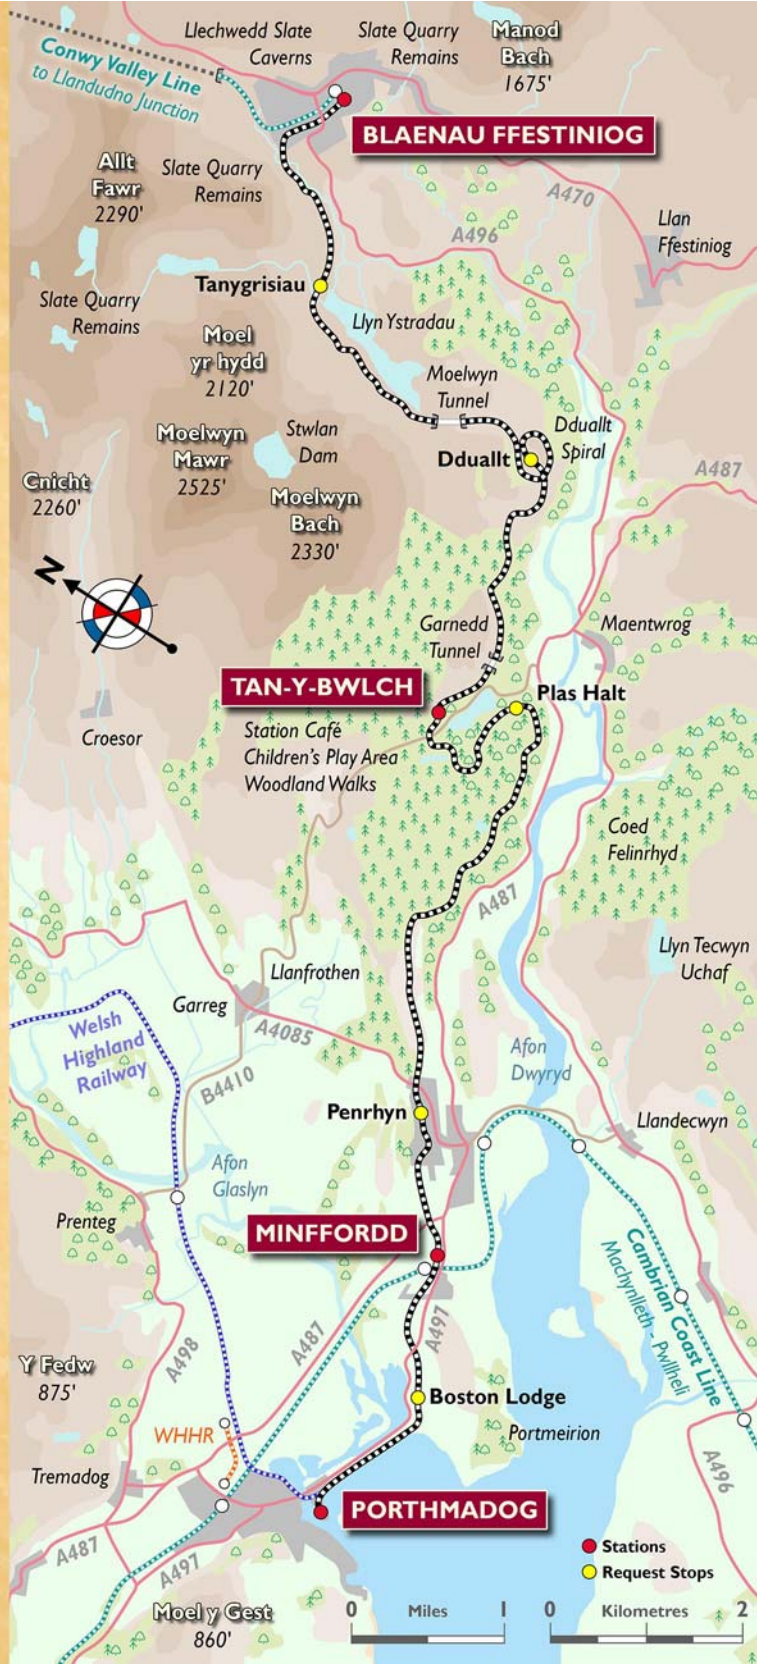 Llechwedd Slate
Caverns
Slate Quarry
Remains
Manod
Bach
1675'
Conwy Valley Line
to Llandudno Junction
BLAENAU FFESTINIOG
Allt
Fawr
2290'
Slate Quarry
Remains
A470
A496
Llan
Ffestiniog
Tanygrisiau
Slate Quarry
Remains
Llyn Ystradau
Moel
yr hydd
2120'
Moelwyn
Tunnel
Dduallt
Spiral
Moelwyn
Mawr
2525'
Stwlan
Dam
Dduallt
A487
Cnicht
2260'
Moelwyn
Bach
2330'
N
Garnedd
Tunnel
Maentwrog
TAN-Y-BWLCH
Plas Halt
Croesor
Station Café
Children's Play Area
Woodland Walks
Coed
Felinrhyd
A487
Llyn Tecwyn
Uchaf
Llanfrothen
Garreg
A4085
Welsh
Highland
Railway
B4410
Afon
Dwyryd
Penrhyn
Llandecwyn
Afon
Glaslyn
Prenteg
MINFFORDD
Cambrian Coast Line
Machynlleth - Pwllheli
A497
A487
A498
Y Fedw
875'
Boston Lodge
WHHR
Portmeirion
A496
Tremadog
PORTHMADOG
A487
A497
Stations
Request Stops
Moel y Gest
860'
0 Miles 1
0 Kilometres 2